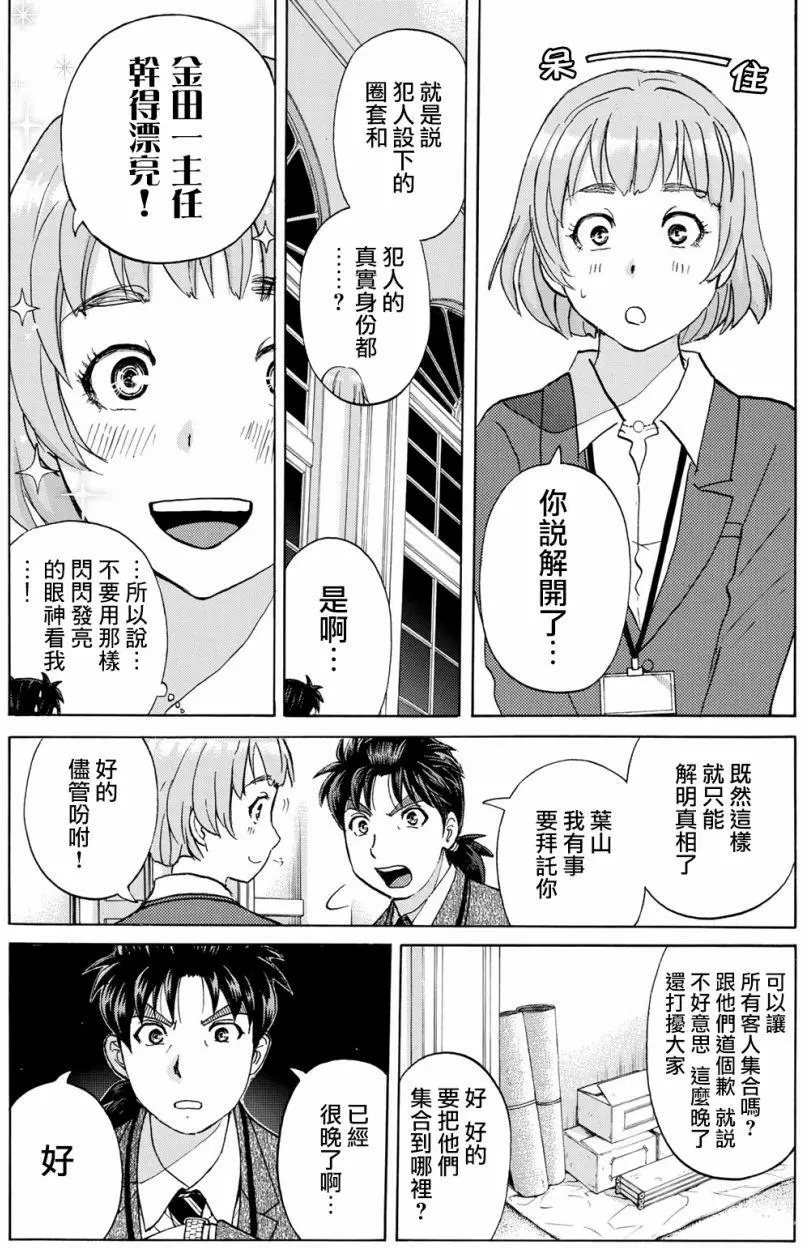 呆住
你說解開了…
就是說
犯人設下的
圈套和
犯人的
真實身份都
……？
是啊…
金田一主任
幹得漂亮！
…所以說…
不要用那樣
閃閃發亮
的眼神看我
…！
既然這樣
就只能
解明真相了
葉山
我有事
要拜託你
好的
儘管吩咐！
可以讓
所有客人集合嗎？
跟他們道個歉 就說
不好意思 這麼晚了
還打擾大家
好 好的
要把他們
集合到哪裡？
已經
很晚了啊…
好